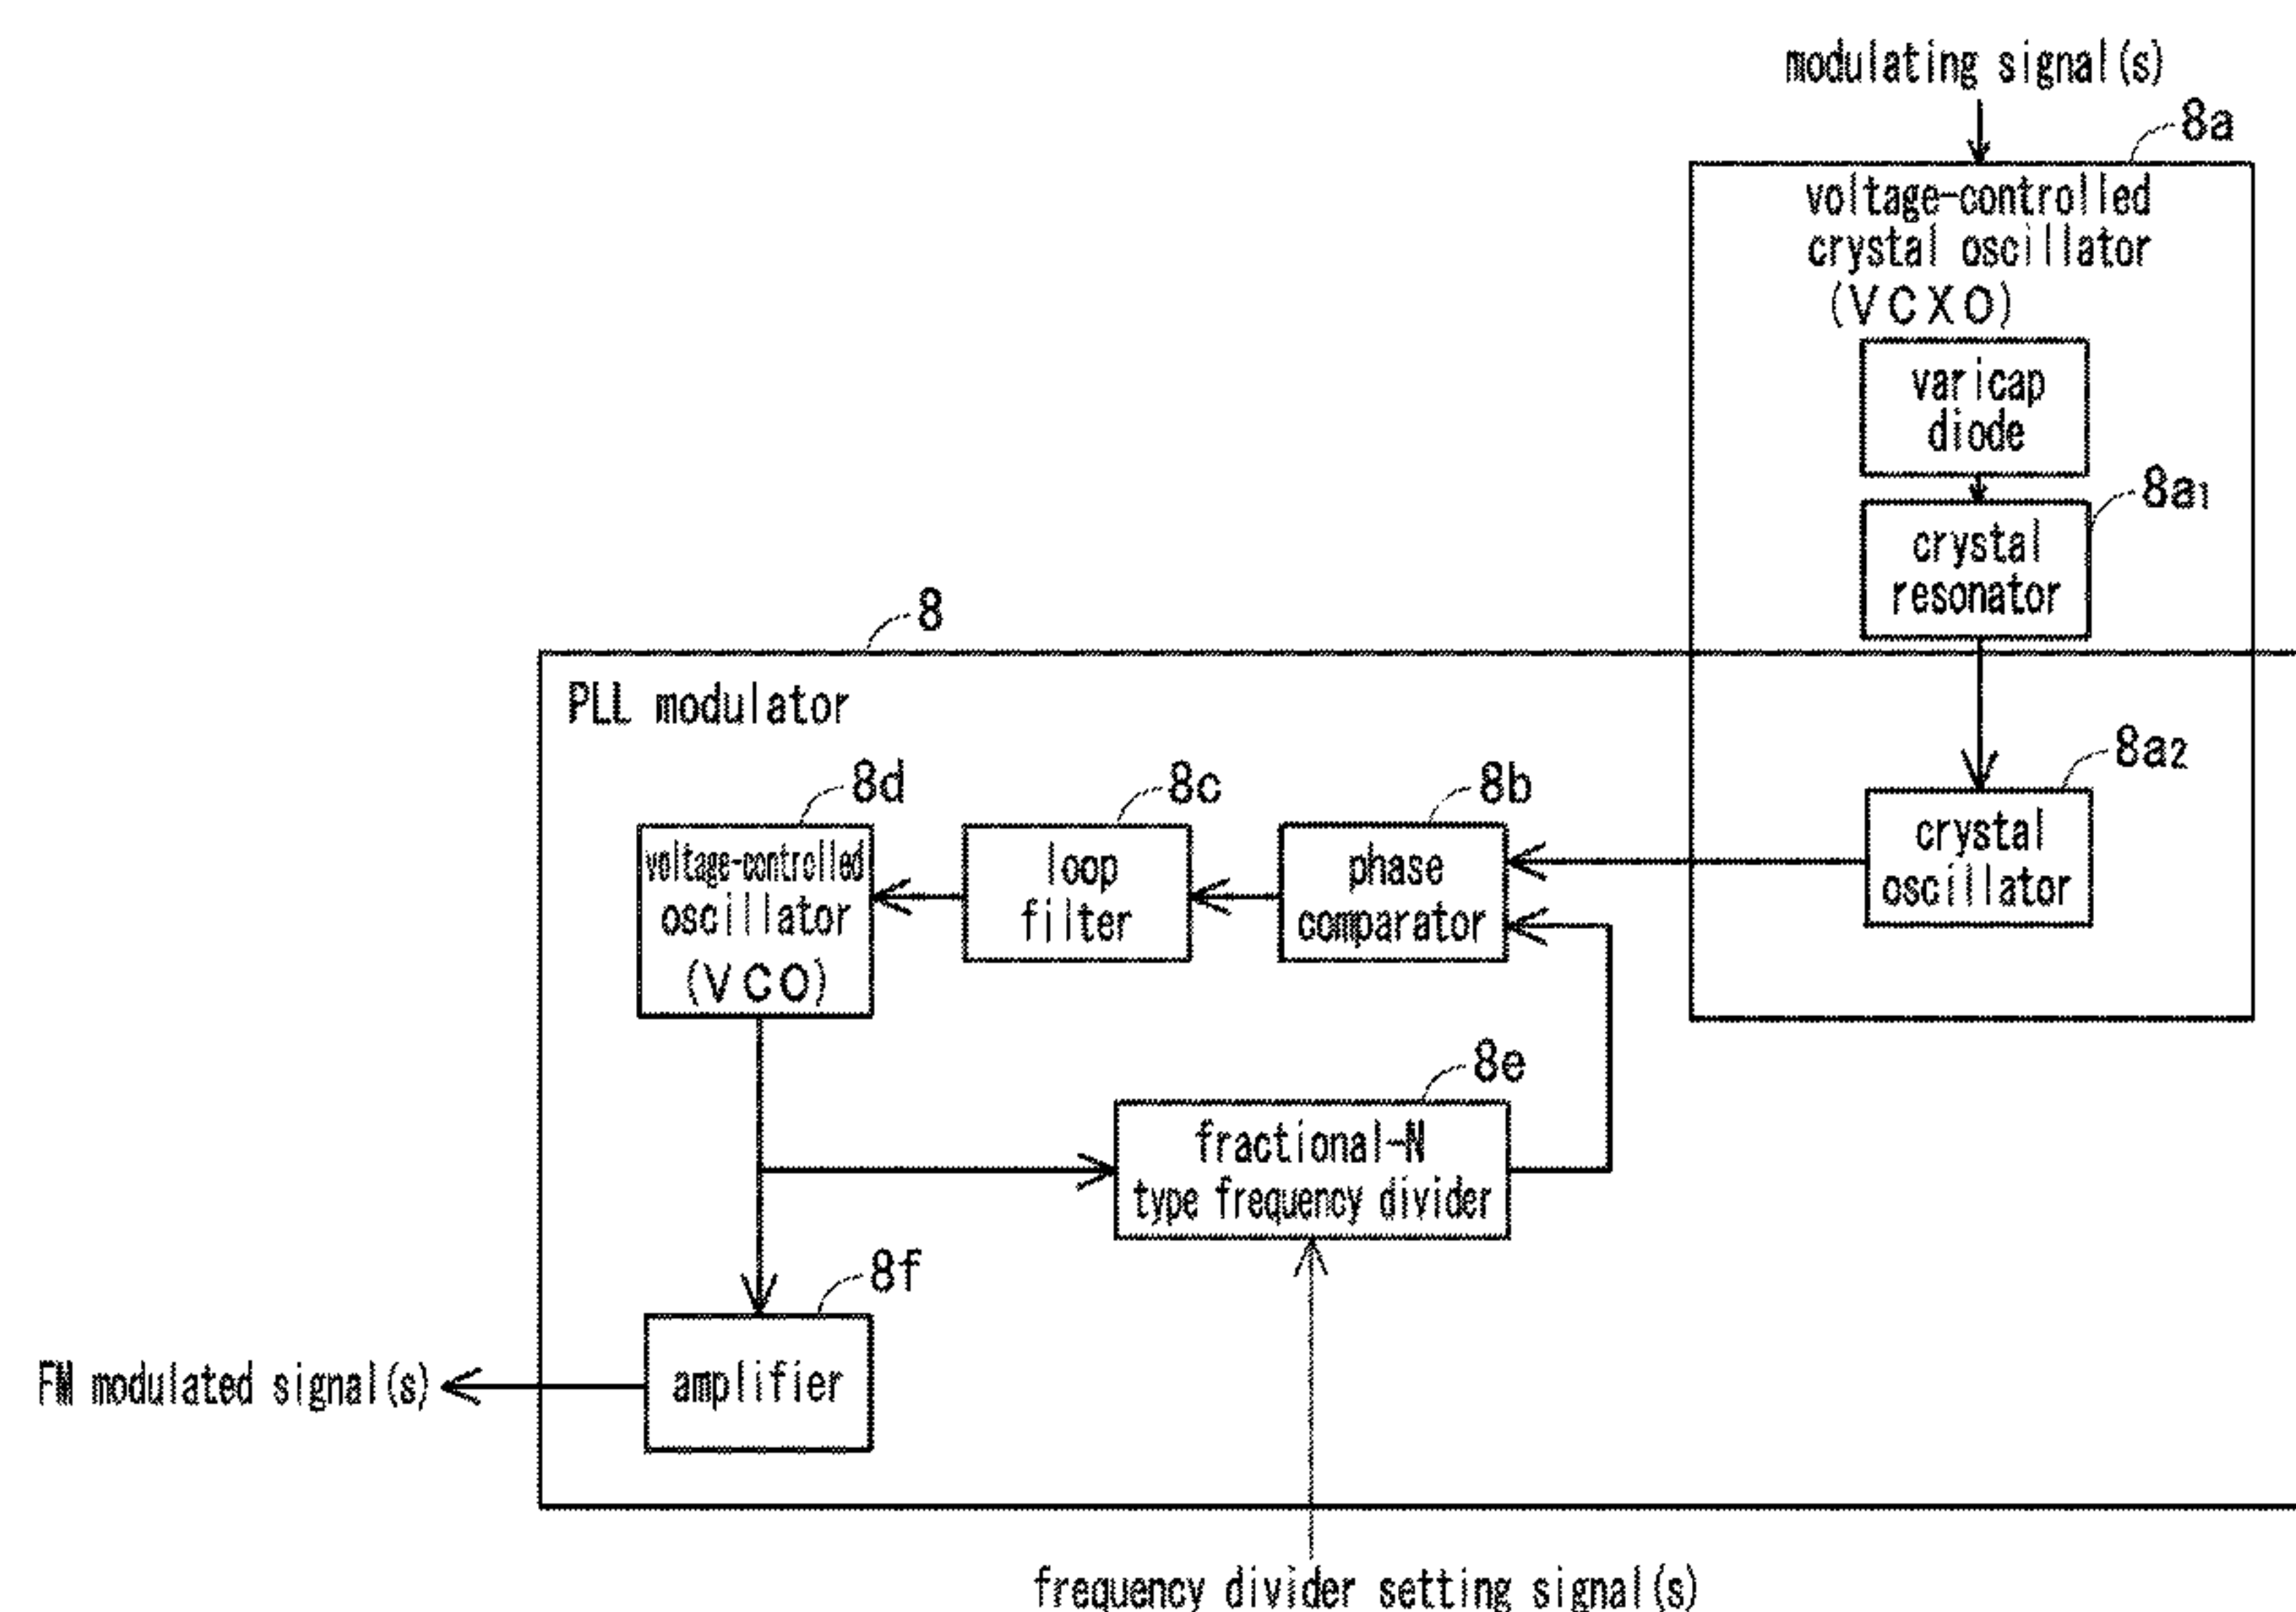 modulating signal(s)
8a
voltage-controlled
crystal oscillator
(VCXO)
varicap
diode
8a1
crystal
resonator
8
PLL modulator
8a2
crystal
oscillator
8d
voltage-controlled
oscillator
(VCO)
8c
loop
filter
8b
phase
comparator
8e
fractional-N
type frequency divider
8f
amplifier
FM modulated signal(s)
frequency divider setting signal(s)